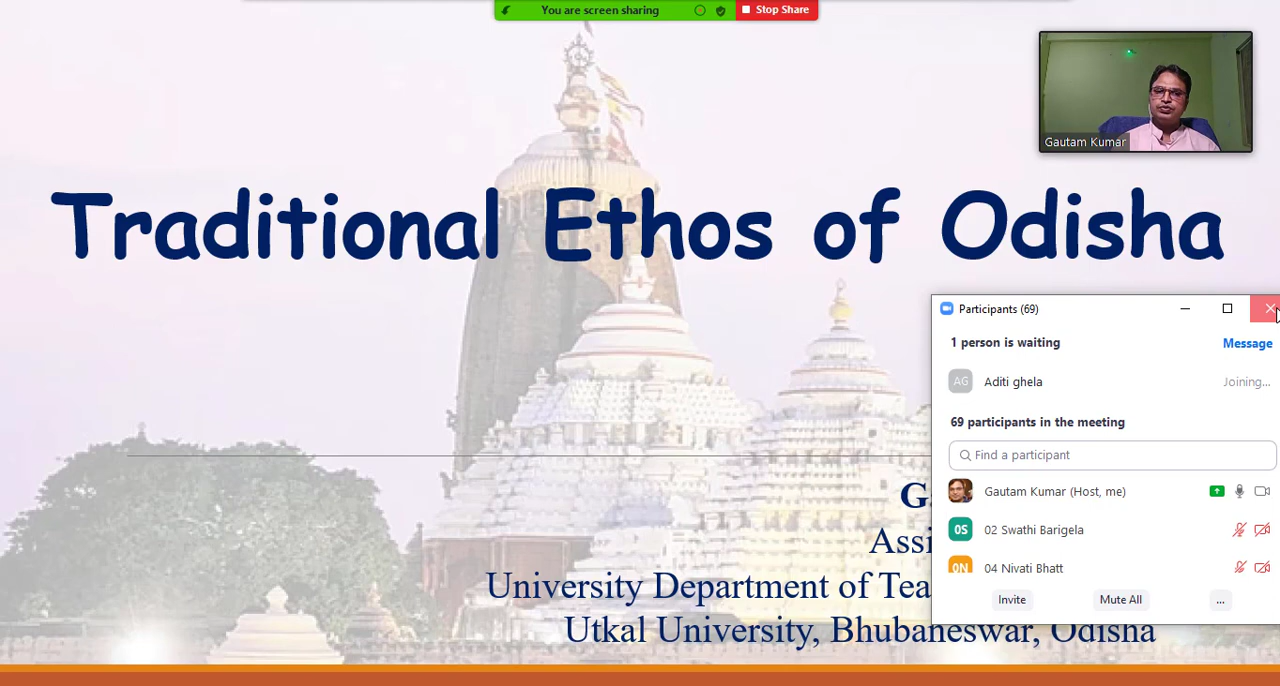 You are screen sharing
Stop Share
Gautam Kumar
Traditional Ethos of Odisha
Participants (69)
1 person is waiting
Message
AG
Aditi ghela
Joining...
69 participants in the meeting
Find a participant
Gautam Kumar (Host, me)
0S
02 Swathi Barigela
0N
04 Nivati Bhatt
Invite
Mute All
...
University Department of Tea
Utkal University, Bhubaneswar, Odisha